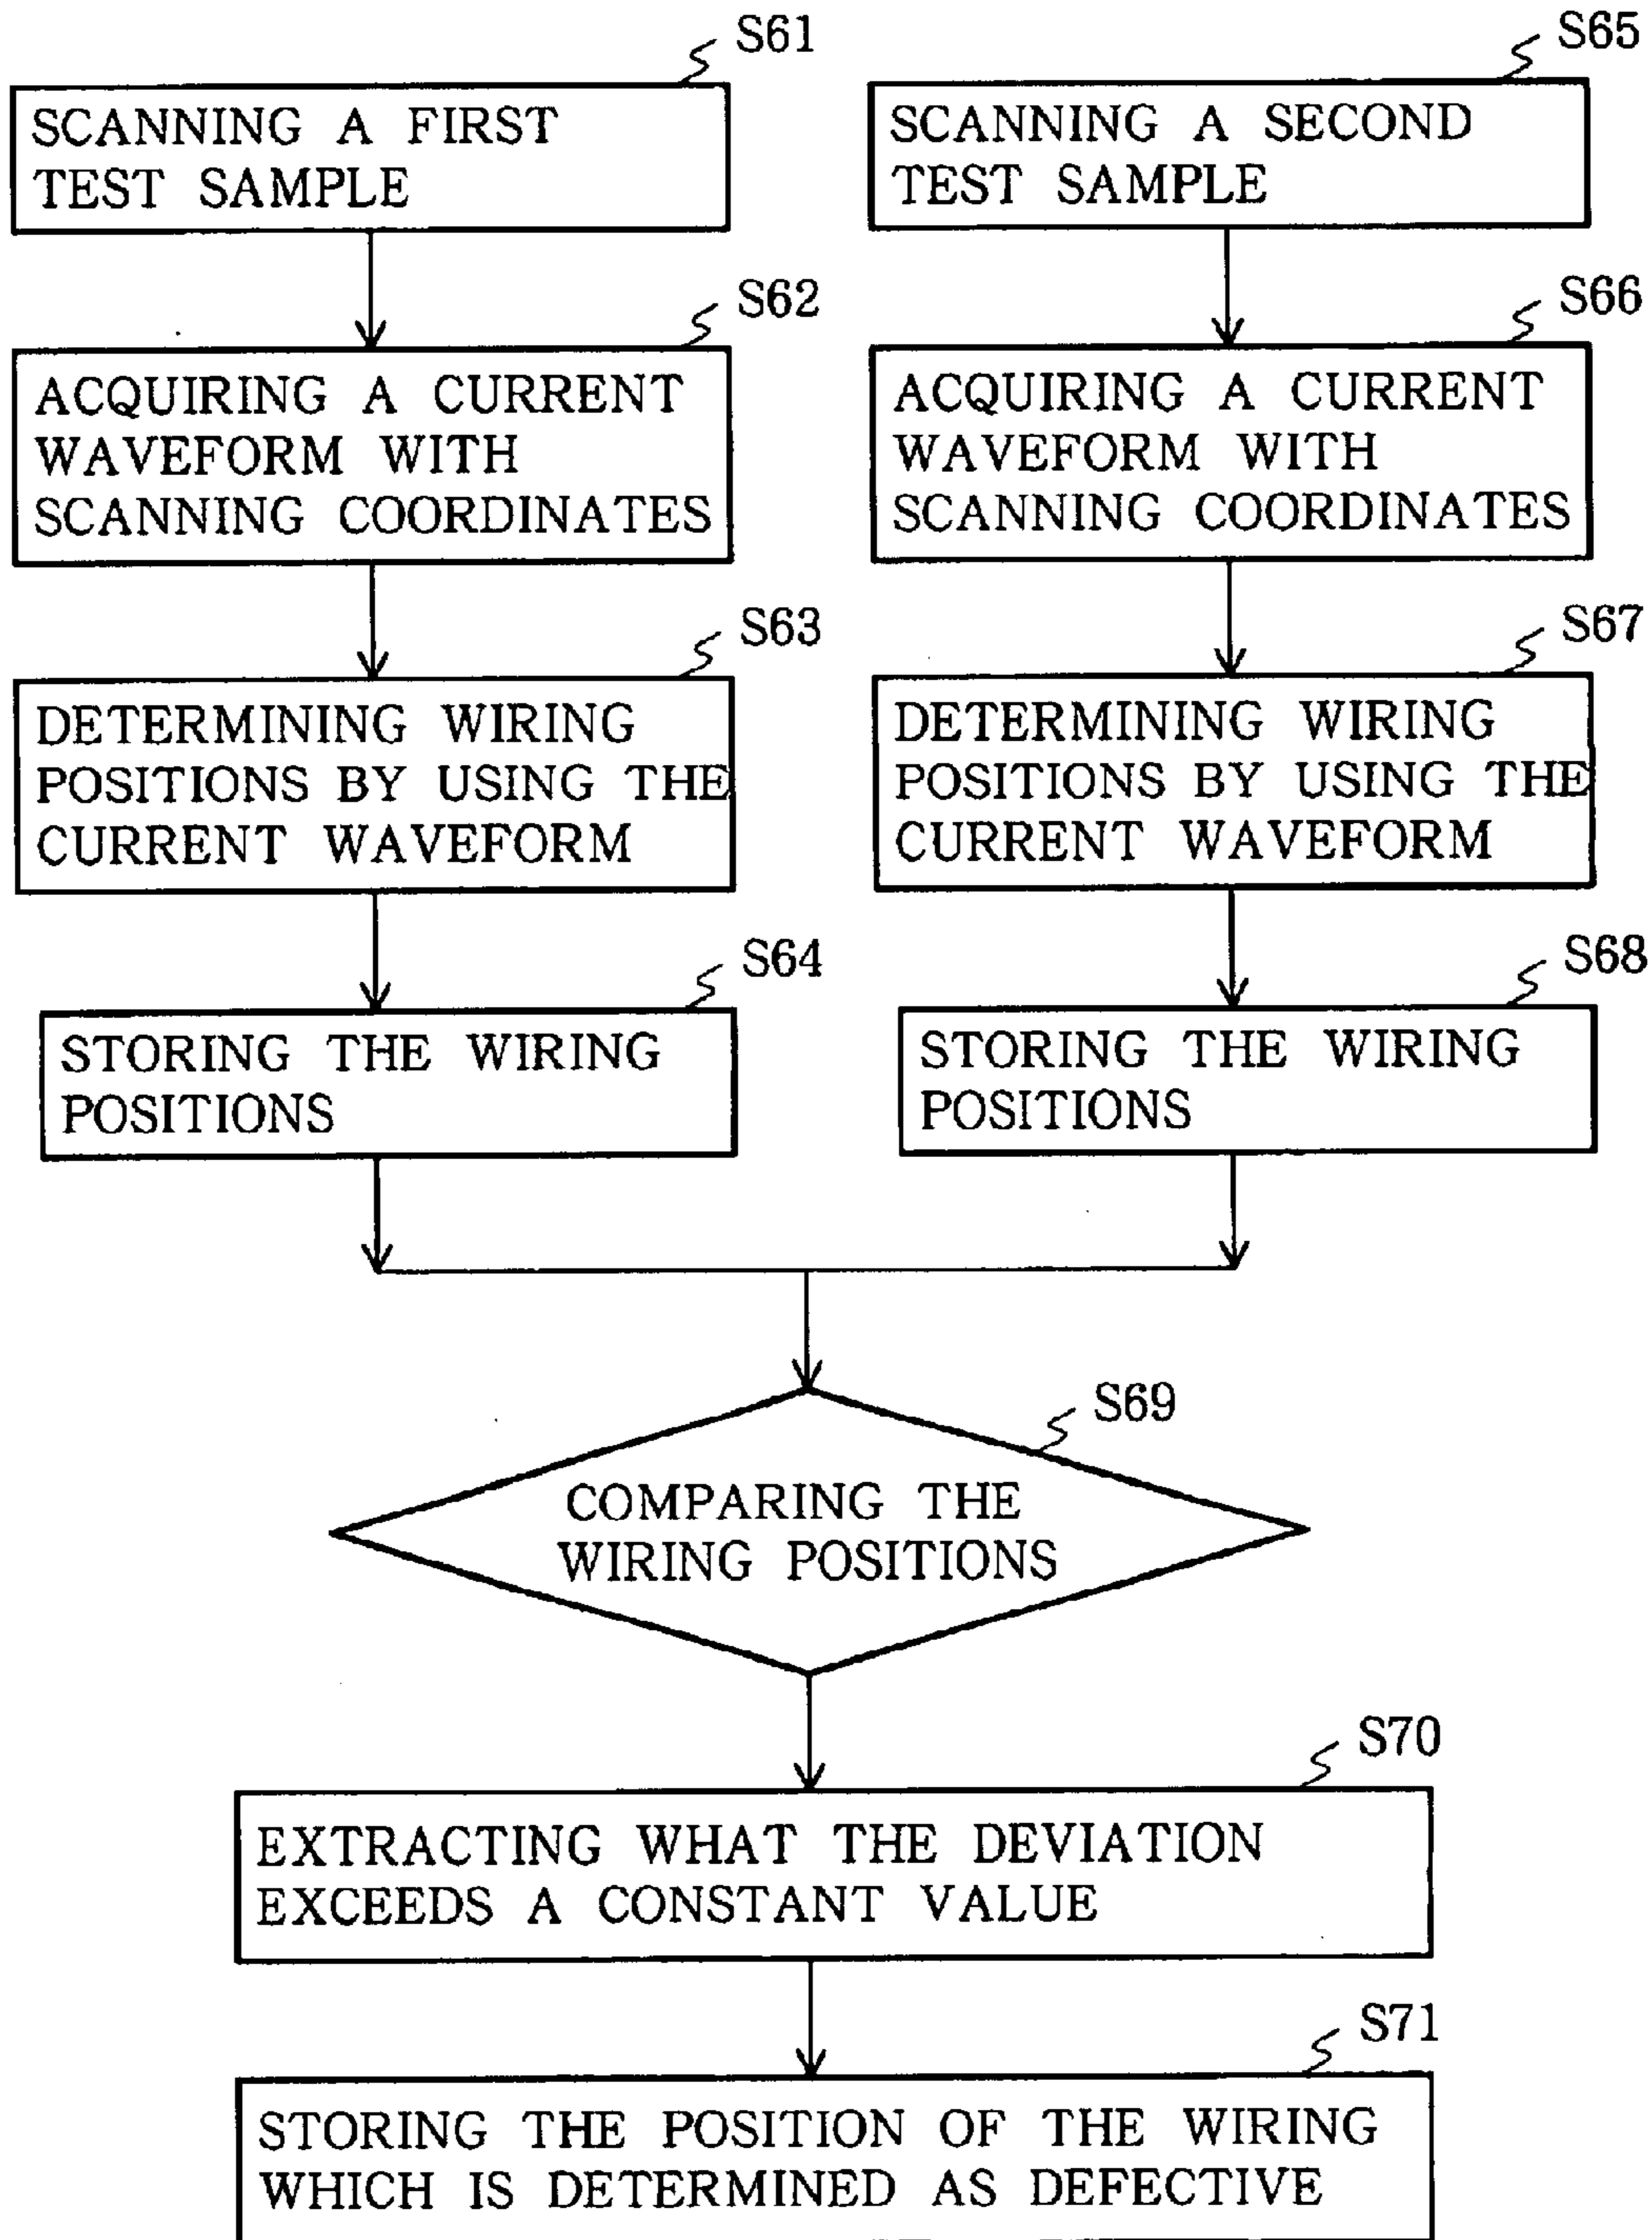 S61
SCANNING A FIRST
TEST SAMPLE
S62
ACQUIRING A CURRENT
WAVEFORM WITH
SCANNING COORDINATES
S63
DETERMINING WIRING
POSITIONS BY USING THE
CURRENT WAVEFORM
S64
STORING THE WIRING
POSITIONS
S65
SCANNING A SECOND
TEST SAMPLE
S66
ACQUIRING A CURRENT
WAVEFORM WITH
SCANNING COORDINATES
S67
DETERMINING WIRING
POSITIONS BY USING THE
CURRENT WAVEFORM
S68
STORING THE WIRING
POSITIONS
S69
COMPARING THE
WIRING POSITIONS
S70
EXTRACTING WHAT THE DEVIATION
EXCEEDS A CONSTANT VALUE
S71
STORING THE POSITION OF THE WIRING
WHICH IS DETERMINED AS DEFECTIVE